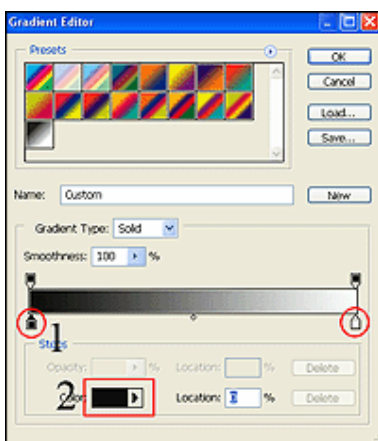 Gradient Editor
Presets
OK
Cancel
Load...
Save...
Name: Custom
New
Gradient Type: Solid
Smoothness: 100 %
1
Stops
Opacity: % Location: % Delete
2 Color: Location: % Delete